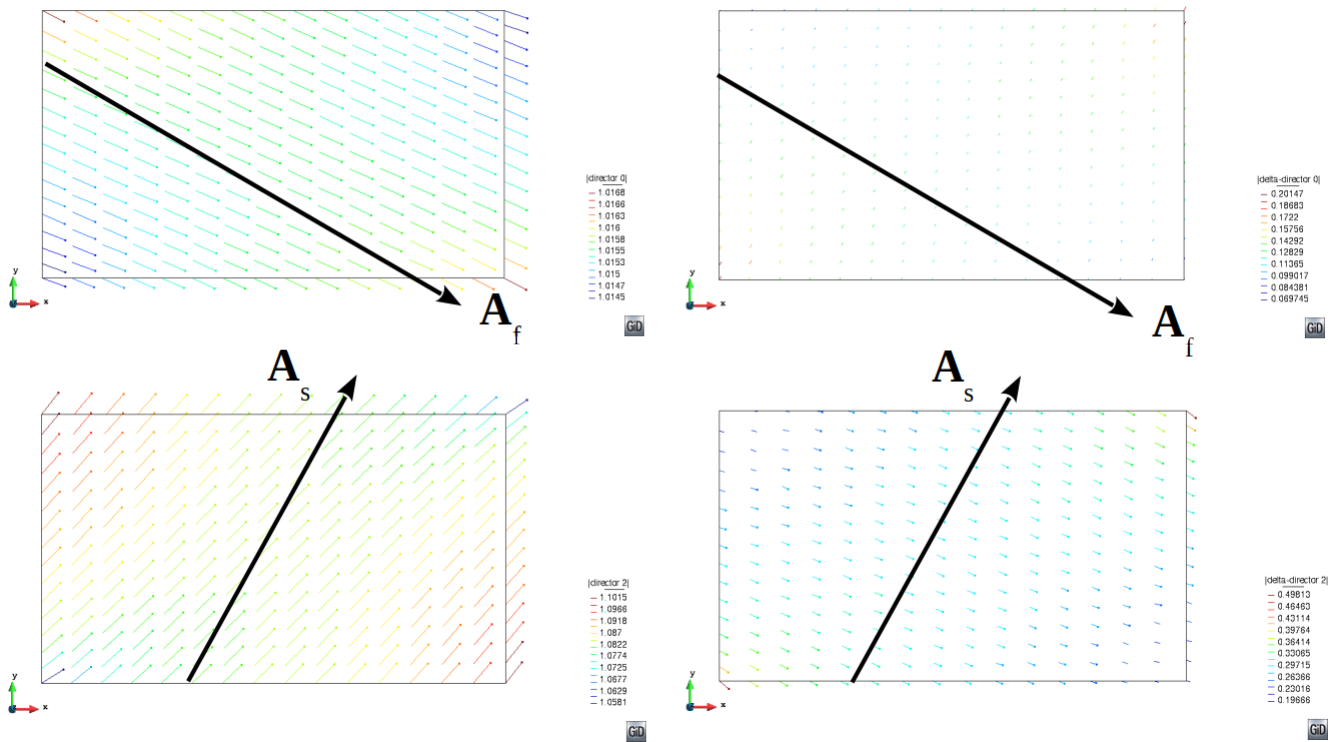 |director 0|
1.0168
1.0166
1.0163
1.016
1.0158
1.0155
1.0153
1.015
1.0147
1.0145
y
x
A_f
GiD
|delta-director 0|
0.20147
0.18683
0.1722
0.15756
0.14292
0.12829
0.11365
0.099017
0.084381
0.069745
y
x
A_f
GiD
A_s
|director 2|
1.1015
1.0966
1.0918
1.087
1.0822
1.0774
1.0725
1.0677
1.0629
1.0581
y
x
GiD
A_s
|delta-director 2|
0.49813
0.46463
0.43114
0.39764
0.36414
0.33065
0.29715
0.26366
0.23016
0.19666
y
x
GiD